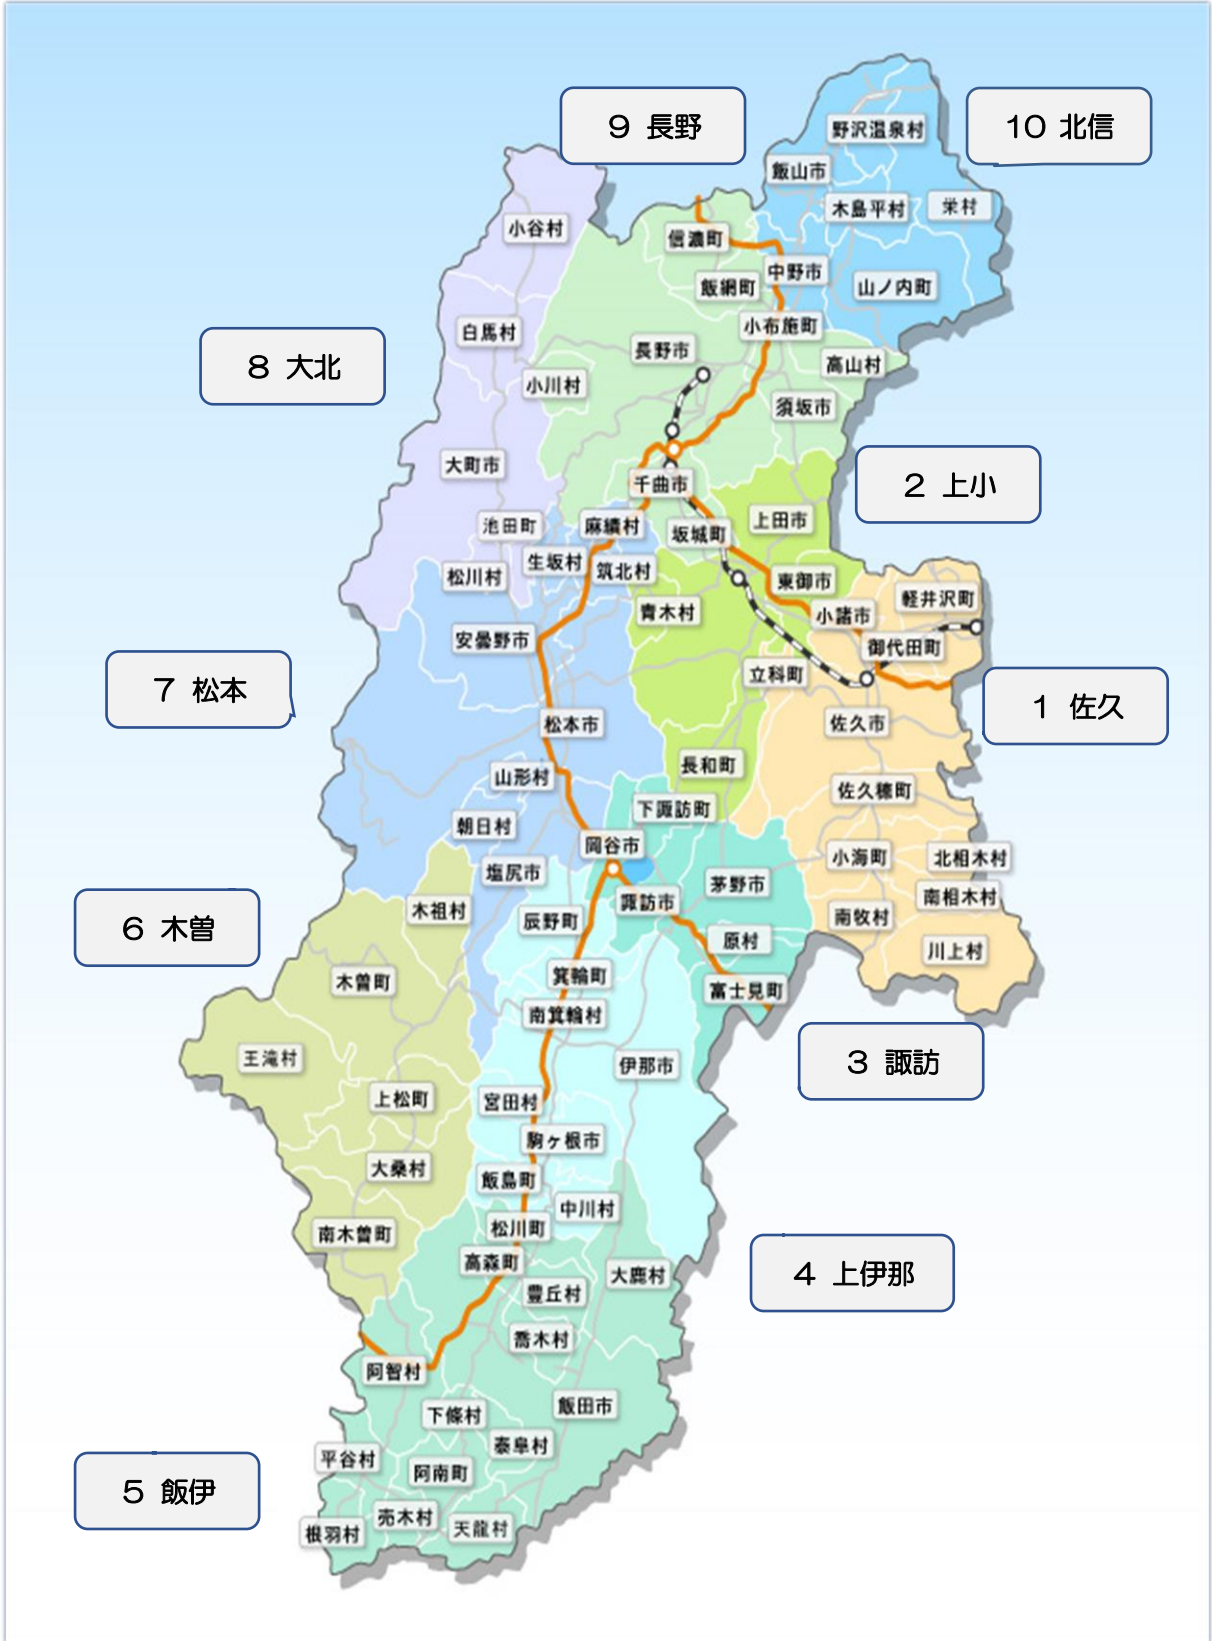 9 長野
10 北信
野沢温泉村
飯山市
木島平村
栄村
小谷村
信濃町
中野市
飯綱町
山ノ内町
小布施町
白馬村
長野市
高山村
8 大北
小川村
須坂市
大町市
千曲市
2 上小
池田町
麻績村
坂城町
上田市
生坂村
筑北村
松川村
東御市
軽井沢町
青木村
小諸市
安曇野市
御代田町
立科町
7 松本
1 佐久
松本市
佐久市
長和町
山形村
佐久穂町
下諏訪町
朝日村
岡谷市
小海町
北相木村
塩尻市
茅野市
南相木村
諏訪市
木祖村
辰野町
南牧村
6 木曽
原村
川上村
木曽町
箕輪町
富士見町
南箕輪村
王滝村
伊那市
3 諏訪
上松町
宮田村
駒ヶ根市
大桑村
飯島町
中川村
南木曽町
松川町
高森町
大鹿村
4 上伊那
豊丘村
喬木村
阿智村
飯田市
下條村
泰阜村
平谷村
阿南町
5 飯伊
売木村
天龍村
根羽村